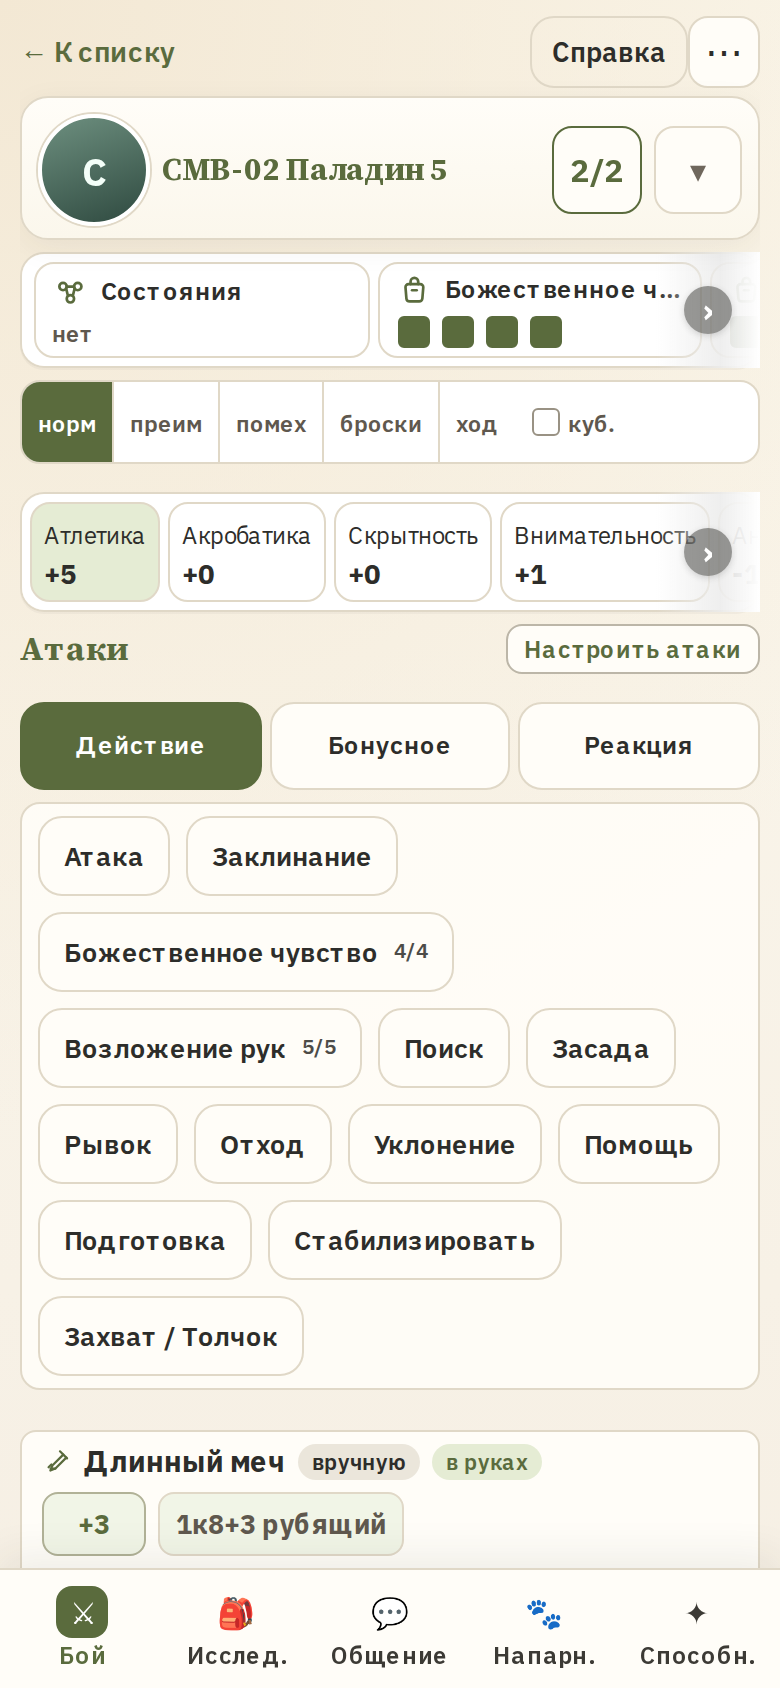 ← К списку
Справка
...
С
СМВ-02 Паладин 5
2/2
Состояния
нет
Божественное ч...
норм
преим
помех
броски
ход
куб.
Атлетика
+5
Акробатика
+0
Скрытность
+0
Внимательность
+1
Атаки
Настроить атаки
Действие
Бонусное
Реакция
Атака
Заклинание
Божественное чувство 4/4
Возложение рук 5/5
Поиск
Засада
Рывок
Отход
Уклонение
Помощь
Подготовка
Стабилизировать
Захват / Толчок
Длинный меч
вручную
в руках
+3
1к8+3 рубящий
Бой
Исслед.
Общение
Напарн.
Способн.